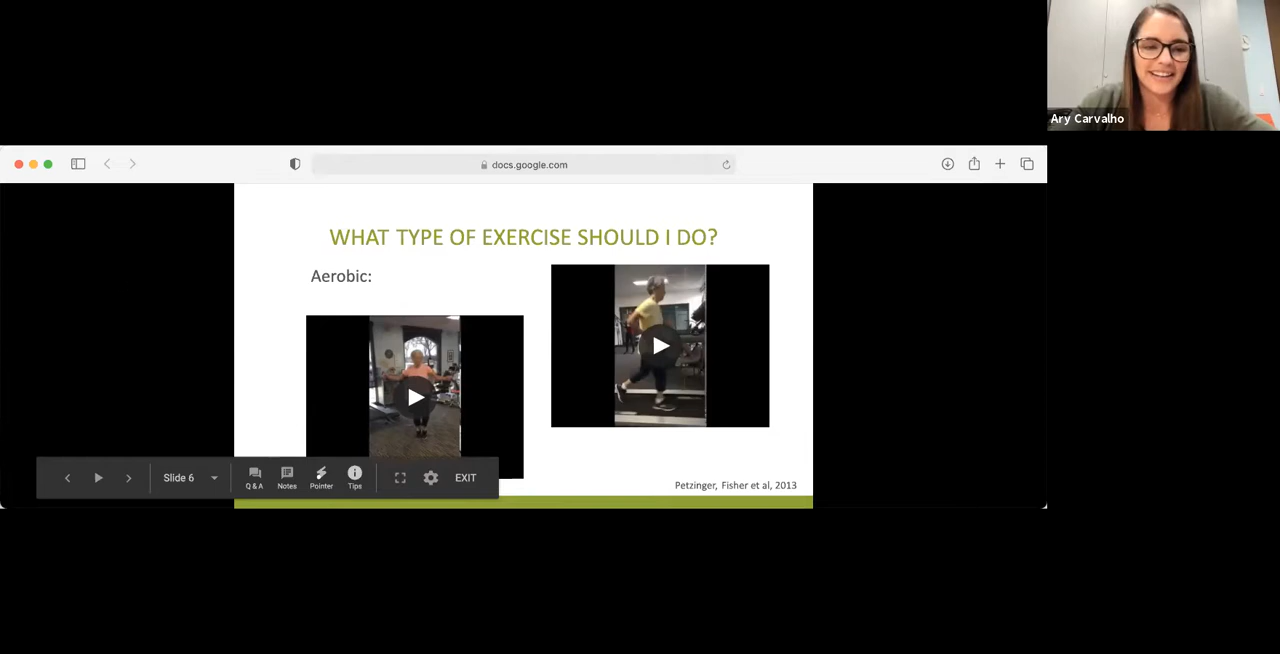 Ary Carvalho
docs.google.com
WHAT TYPE OF EXERCISE SHOULD I DO?
Aerobic:
Slide 6
Q & A
Notes
Pointer
Tips
EXIT
Petzinger, Fisher et al, 2013